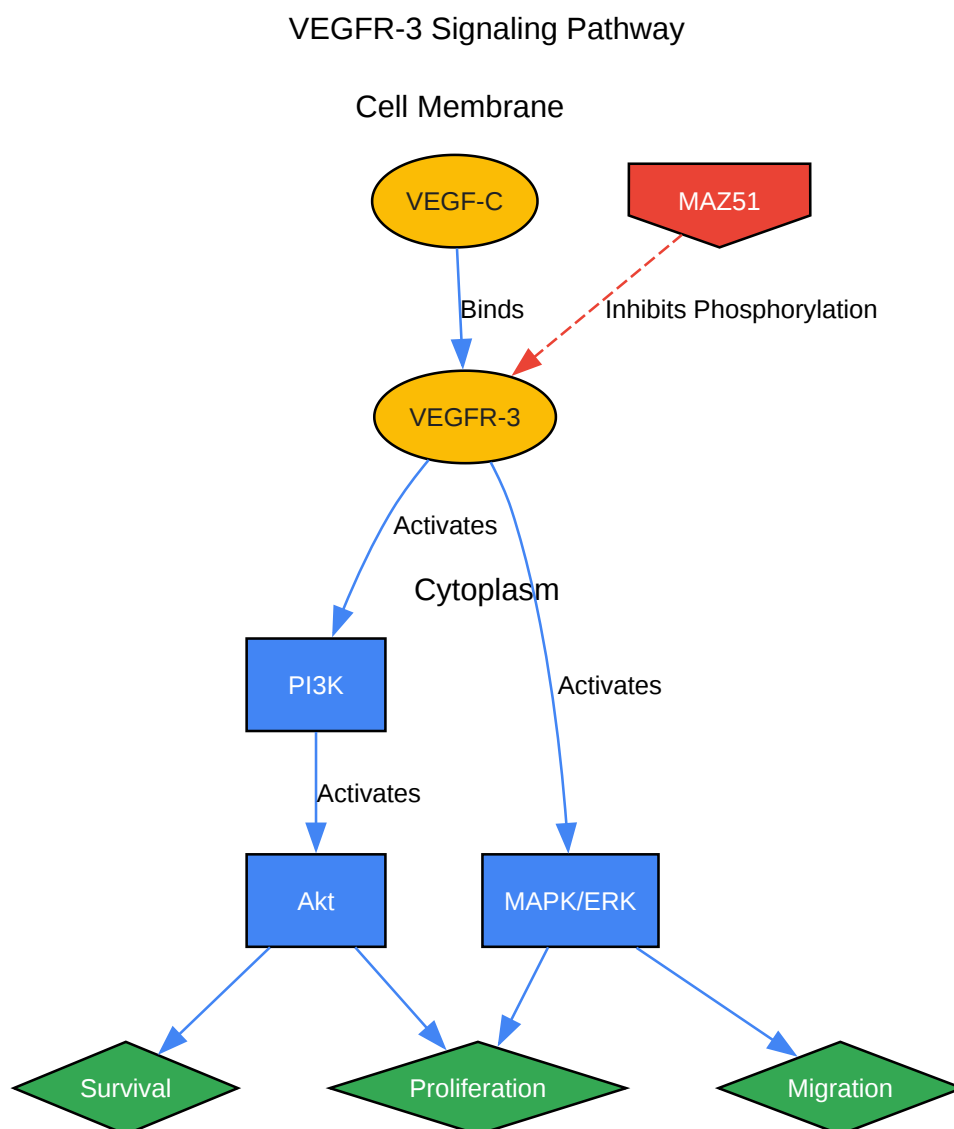 VEGFR-3 Signaling Pathway
Cell Membrane
VEGF-C
MAZ51
Binds
Inhibits Phosphorylation
VEGFR-3
Activates
Cytoplasm
PI3K
Activates
Activates
Akt
MAPK/ERK
Survival
Proliferation
Migration